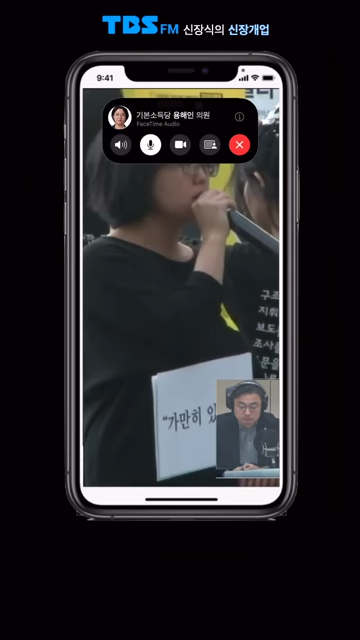 TBS FM 신장식의 신장개업
9:41
기본소득당 용혜인 의원
FaceTime Audio
구조
지휘
보도
조사를
"가만히 있